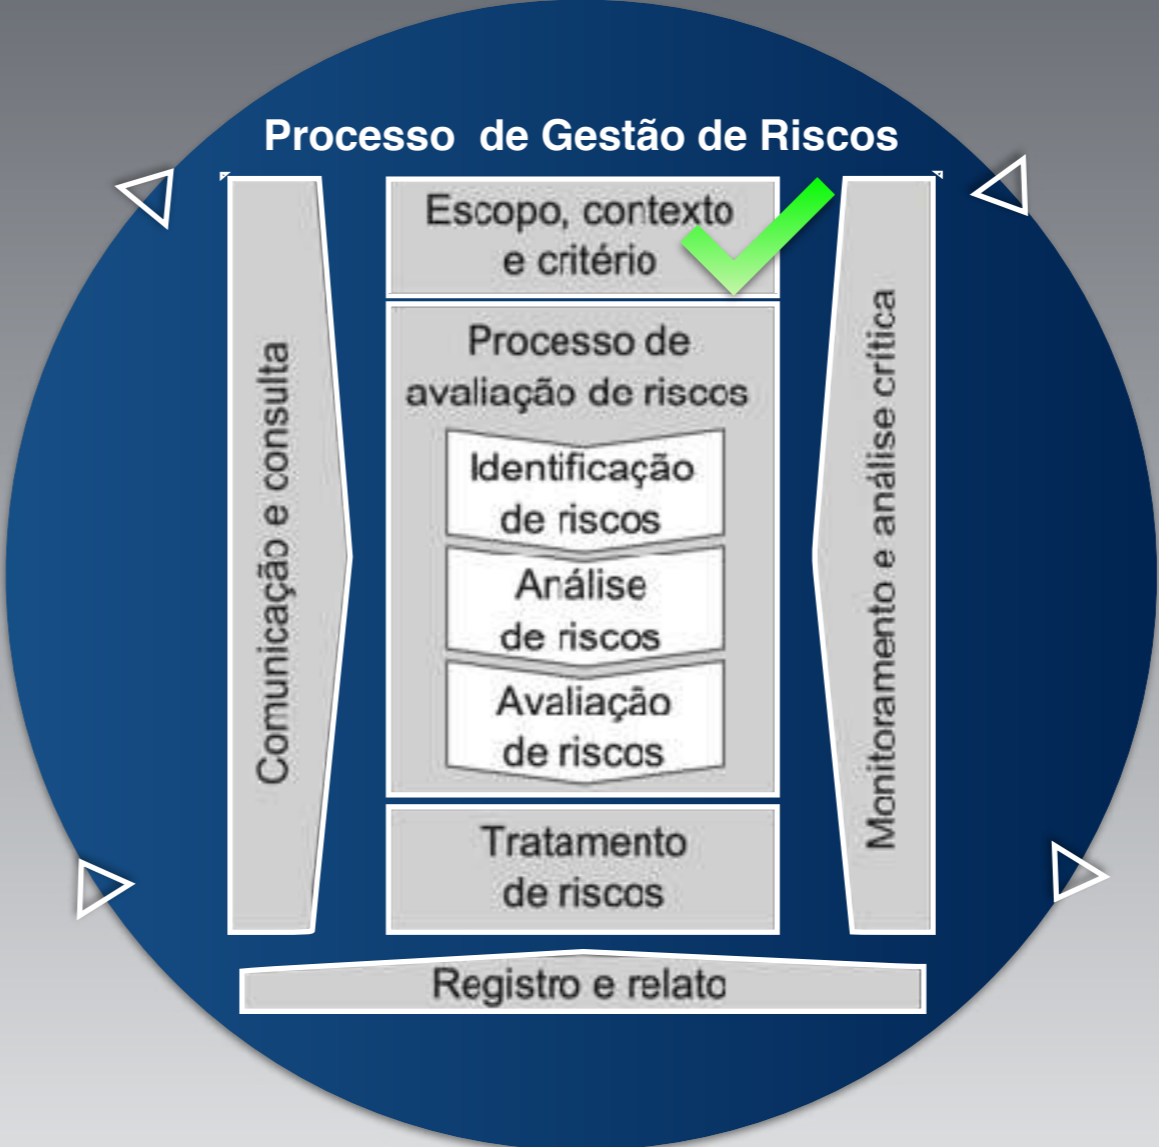 Processo  de Gestão de Riscos
Comunicação e consulta
Escopo, contexto
e critério
Processo de
avaliação de riscos
Identificação
de riscos
Análise
de riscos
Avaliação
de riscos
Tratamento
de riscos
Monitoramento e análise crítica
Registro e relato